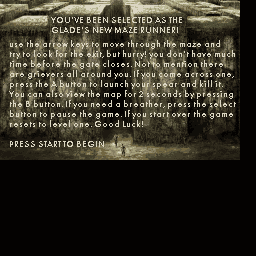 YOU'VE BEEN SELECTED AS THE
GLADE'S NEW MAZE RUNNER!
use the arrow keys to move through the maze and
try to look for the exit, but hurry! you don't have much
time before the gate closes. Not to mention there
are grievers all around you. If you come across one,
press the A button to launch your spear and kill it.
You can also view the map for 2 seconds by pressing
the B button. If you need a breather, press the select
button to pause the game. If you start over the game
resets to level one. Good Luck!
PRESS START TO BEGIN